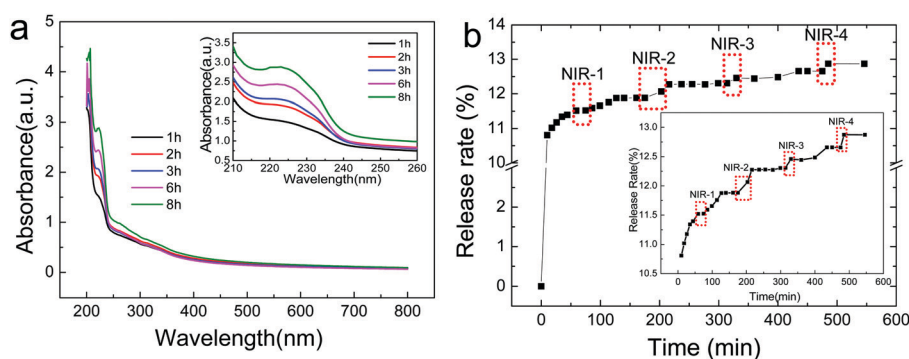 a
Absorbance(a.u.)
5
4
3
2
1
0
200 300 400 500 600 700 800
Wavelength(nm)
Absorbance(a.u.)
3.5
3.0
2.5
2.0
1.5
1.0
0.5
210 220 230 240 250 260
Wavelength(nm)
1h
2h
3h
6h
8h
1h
2h
3h
6h
8h
b
Release rate (%)
14
13
12
11
3
2
1
0
0 100 200 300 400 500 600
Time (min)
NIR-1
NIR-2
NIR-3
NIR-4
Release Rate(%)
13.0
12.5
12.0
11.5
11.0
10.5
0 100 200 300 400 500 600
Time(min)
NIR-1
NIR-2
NIR-3
NIR-4